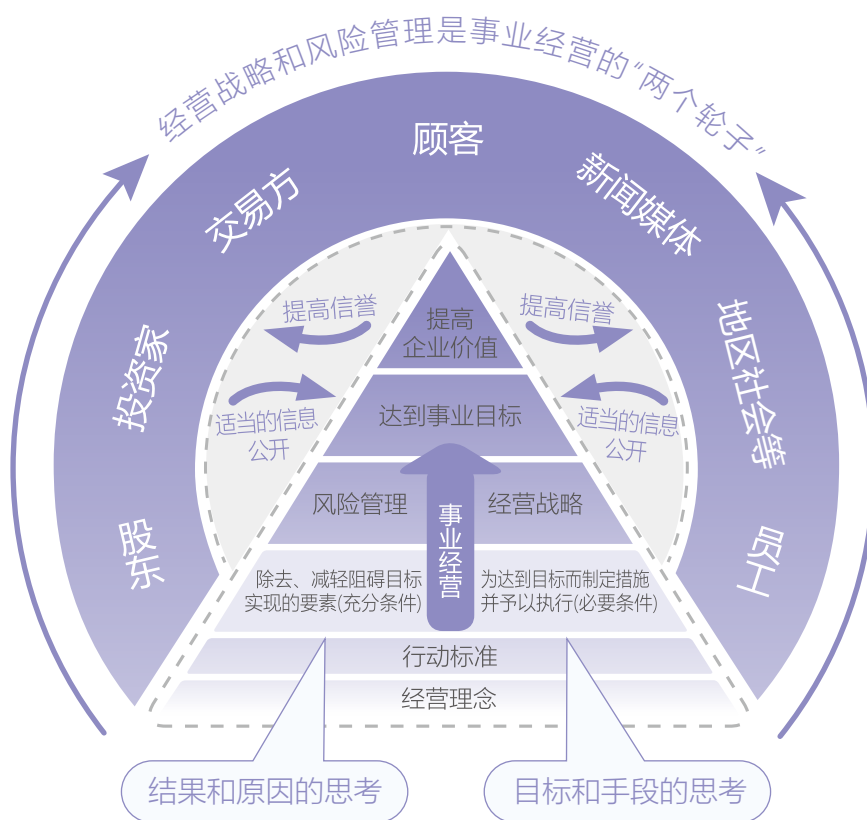 经营战略和风险管理是事业经营的“两个轮子”
顾客
交易方
新闻媒体
投资家
地区社会等
股东
员工
提高信誉
提高信誉
适当的信息
公开
适当的信息
公开
提高
企业价值
达到事业目标
风险管理
经营战略
事业经营
除去、减轻阻碍目标
实现的要素(充分条件)
为达到目标而制定措施
并予以执行(必要条件)
行动标准
经营理念
结果和原因的思考
目标和手段的思考